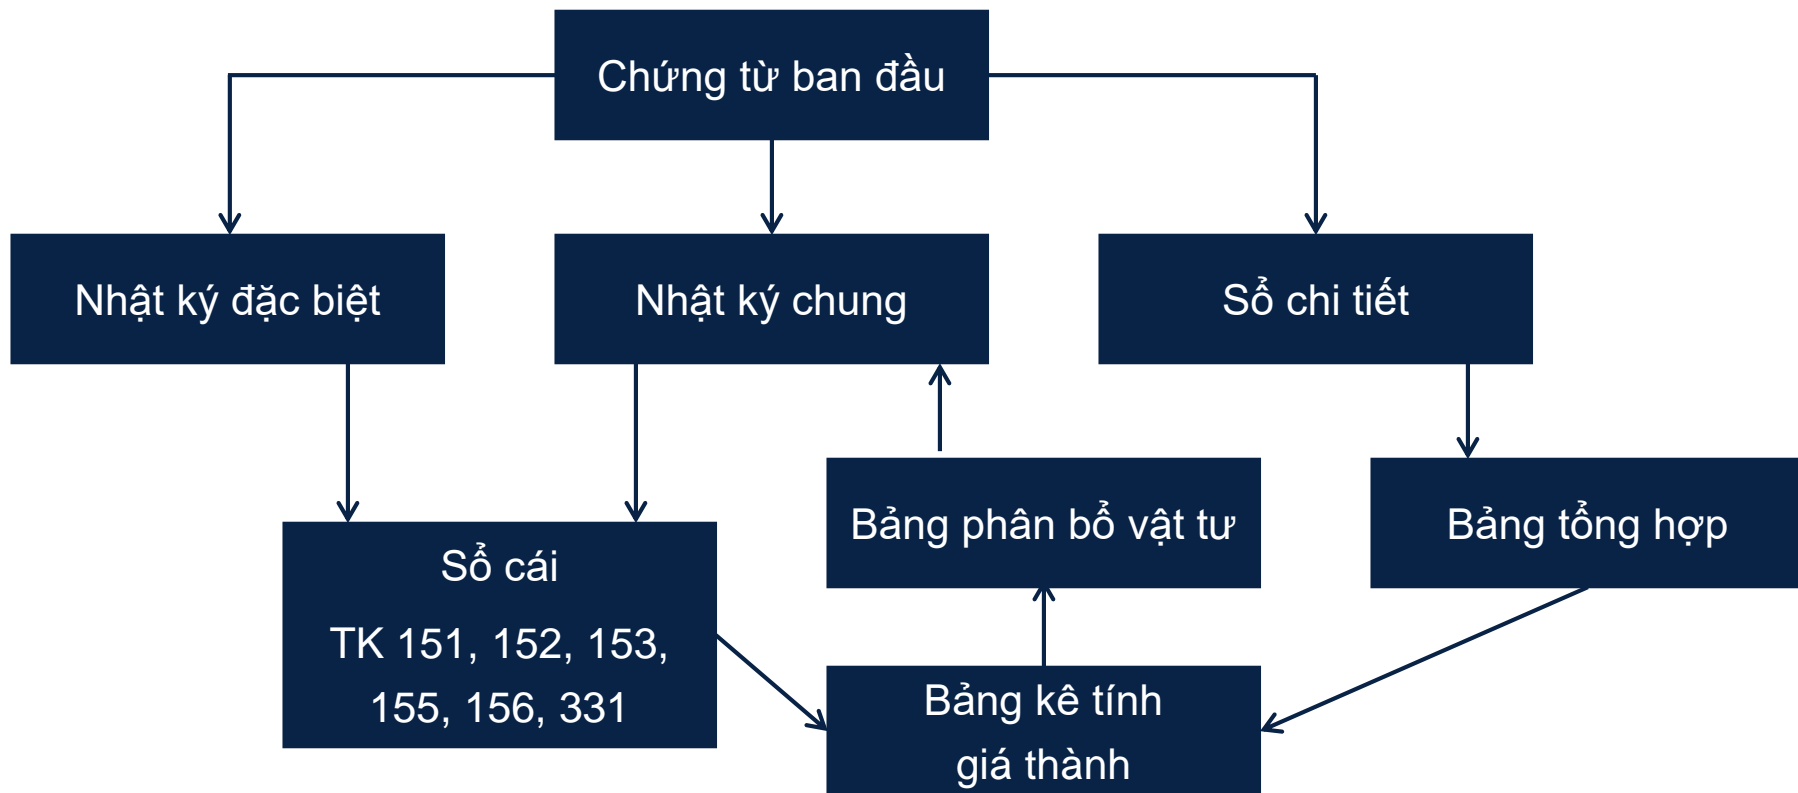 Chứng từ ban đầu
Nhật ký đặc biệt
Nhật ký chung
Sổ chi tiết
Bảng phân bổ vật tư
Bảng tổng hợp
Sổ cái
TK 151, 152, 153,
155, 156, 331
Bảng kê tính
giá thành